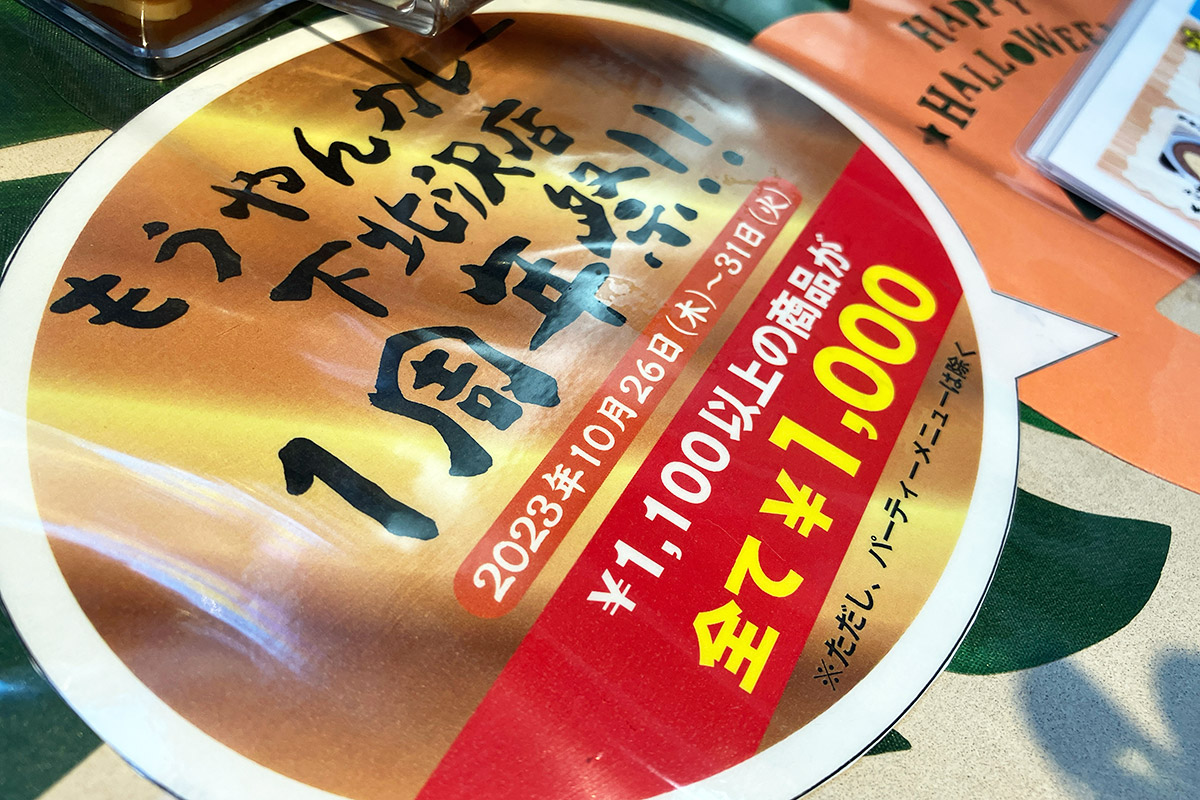 もうやんカレー
下北沢店
1周年祭!!
2023年10月26日(木)~31日(火)
¥1,100以上の商品が
全て¥1,000
※ただし、パーティーメニューは除く
HAPPY
★HALLOWEEN